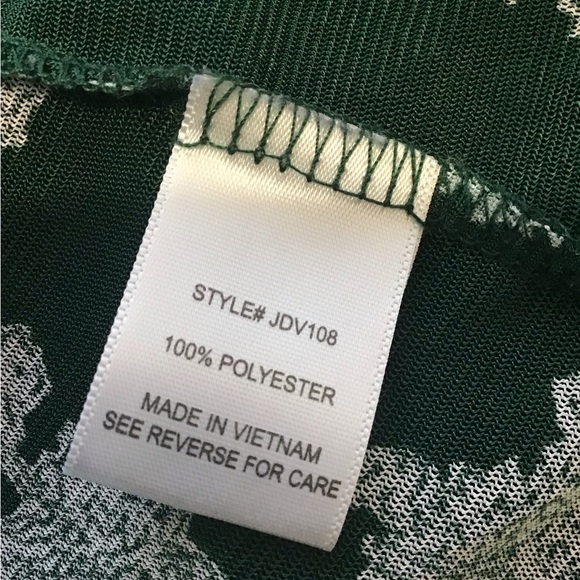 STYLE# JDV108
100% POLYESTER
MADE IN VIETNAM
SEE REVERSE FOR CARE